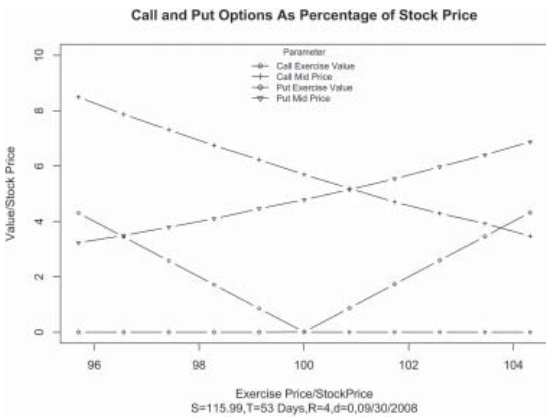 Call and Put Options As Percentage of Stock Price
Parameter
Call Exercise Value
Call Mid Price
Put Exercise Value
Put Mid Price
Value/Stock Price
10
8
6
4
2
0
96
98
100
102
104
Exercise Price/StockPrice
S=115.99,T=53 Days,R=4,d=0,09/30/2008